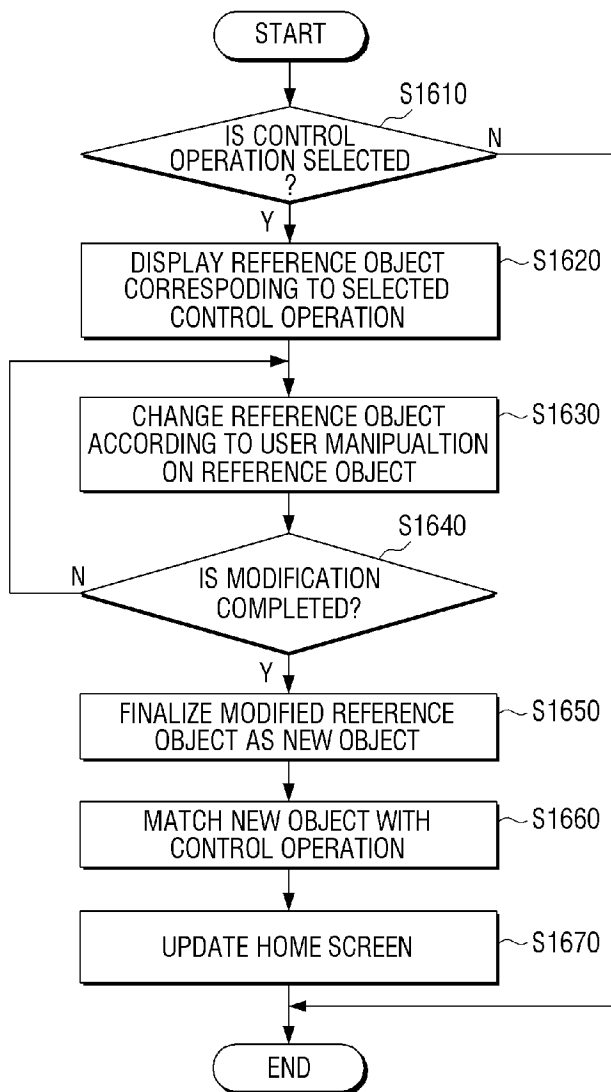 START
S1610
IS CONTROL
OPERATION SELECTED
?
N
Y
DISPLAY REFERENCE OBJECT
CORRESPODING TO SELECTED
CONTROL OPERATION
S1620
CHANGE REFERENCE OBJECT
ACCORDING TO USER MANIPUALTION
ON REFERENCE OBJECT
S1630
S1640
N
IS MODIFICATION
COMPLETED?
Y
FINALIZE MODIFIED REFERENCE
OBJECT AS NEW OBJECT
S1650
MATCH NEW OBJECT WITH
CONTROL OPERATION
S1660
UPDATE HOME SCREEN
S1670
END